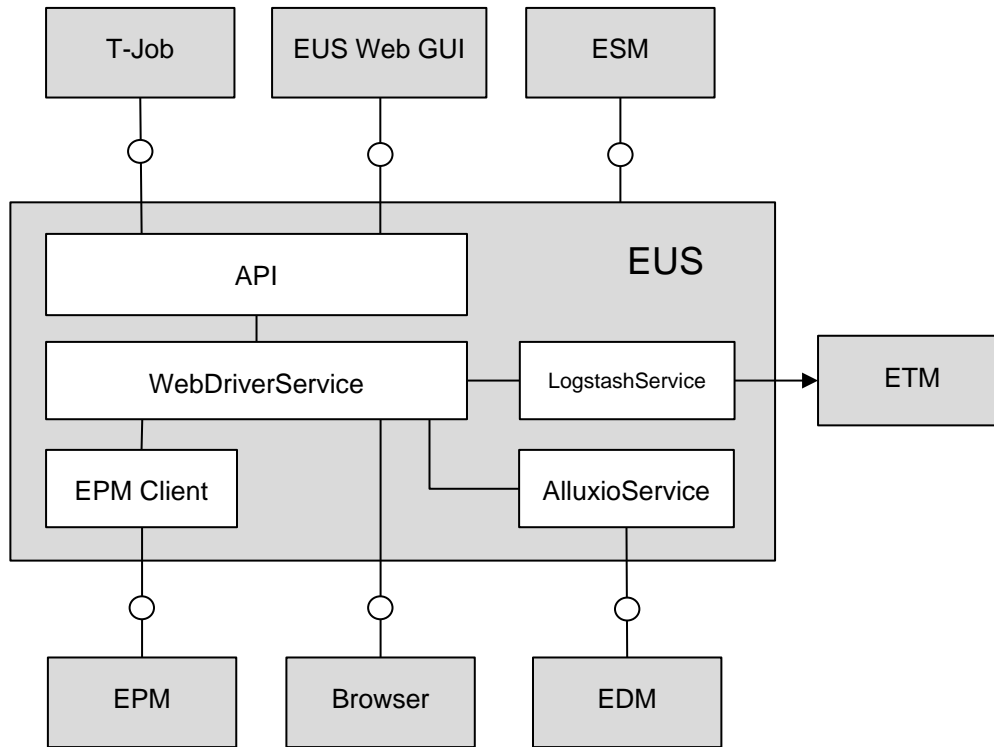 T-Job
EUS Web GUI
ESM
EUS
API
WebDriverService
LogstashService
ETM
EPM Client
AlluxioService
EPM
Browser
EDM